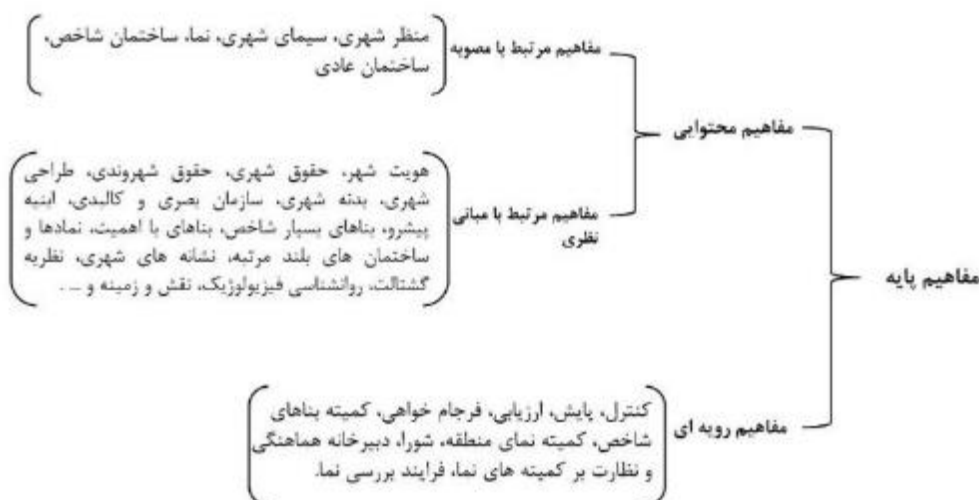 مفاهیم پایه
مفاهیم محتوایی
مفاهیم مرتبط با مصوبه
منظر شهری، سیمای شهری، نما، ساختمان شاخص،
ساختمان عادی
مفاهیم مرتبط با مبانی
نظری
هویت شهر، حقوق شهری، حقوق شهروندی، طراحی
شهری، بدنه شهری، سازمان بصری و کالبدی، ابنیه
پیشرو، بناهای بسیار شاخص، بناهای با اهمیت، نمادها و
ساختمان های بلند مرتبه، نشانه های شهری، نظریه
گشتالت، روانشناسی فیزیولوژیک، نقش و زمینه و ... .
مفاهیم رویه ای
کنترل، پایش، ارزیابی، فرجام خواهی، کمیته بناهای
شاخص، کمیته نمای منطقه، شورا، دبیرخانه هماهنگی
و نظارت بر کمیته های نما، فرایند بررسی نما.